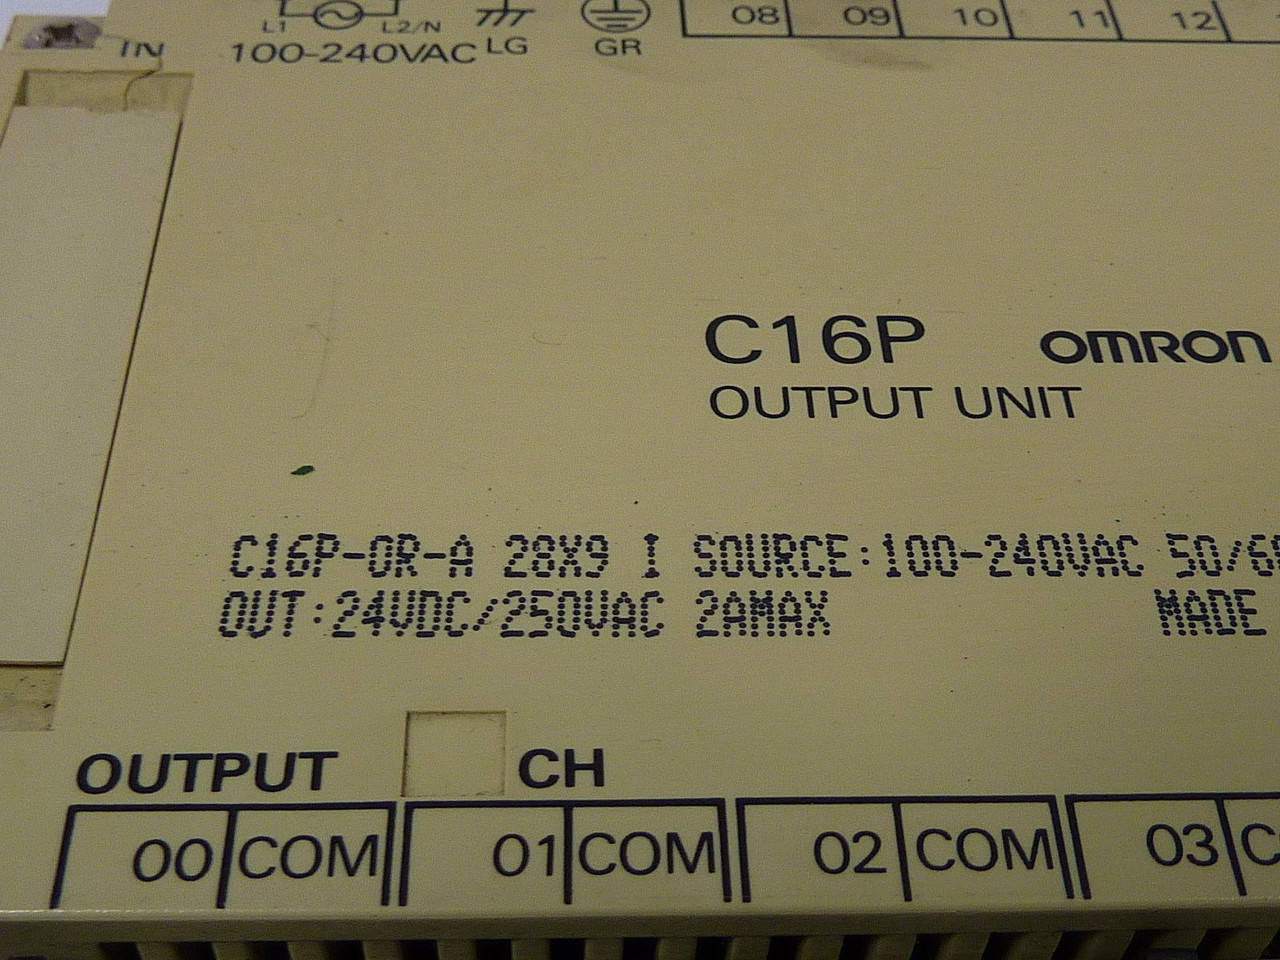 L1 L2/N 08 09 10 11 12
IN 100-240VAC LG GR
C16P OMRON
OUTPUT UNIT
C16P-OR-A 28X9 I SOURCE:100-240VAC 50/6
OUT:24VDC/250VAC 2AMAX MADE
OUTPUT CH
00 COM 01 COM 02 COM 03 C